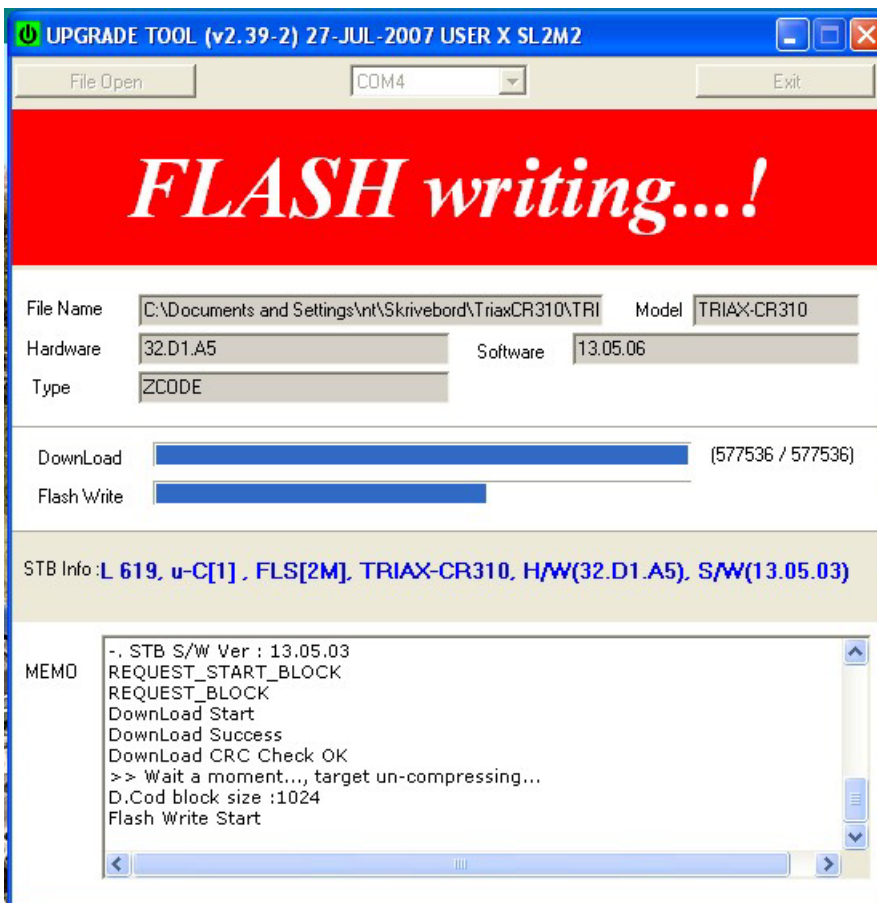 UPGRADE TOOL (v2.39-2) 27-JUL-2007 USER X SL2M2
File Open COM4 Exit
FLASH writing...!
File Name C:\Documents and Settings\nt\Skrivebord\TriaxCR310\TRI Model TRIAX-CR310
Hardware 32.D1.A5 Software 13.05.06
Type ZCODE
DownLoad (577536 / 577536)
Flash Write
STB Info :L 619, u-C[1] , FLS[2M], TRIAX-CR310, H/W(32.D1.A5), S/W(13.05.03)
MEMO
-. STB S/W Ver : 13.05.03
REQUEST_START_BLOCK
REQUEST_BLOCK
DownLoad Start
DownLoad Success
DownLoad CRC Check OK
>> Wait a moment..., target un-compressing...
D.Cod block size :1024
Flash Write Start